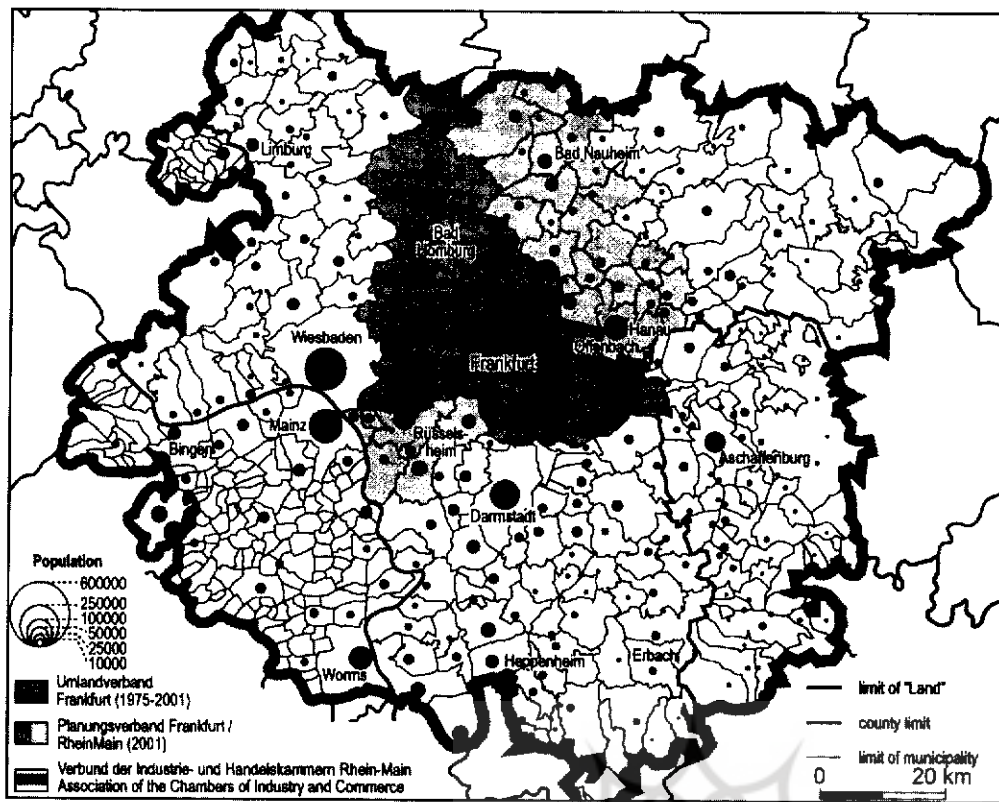 Limburg
Bad Nauheim
Bad
Homburg
Wiesbaden
Hanau
Offenbach
Frankfurt
Mainz
Rüssels-
heim
Bingen
Aschaffenburg
Darmstadt
Worms
Heppenheim
Erbach
Population
600000
250000
100000
50000
25000
10000
Umlandverband
Frankfurt (1975-2001)
Planungsverband Frankfurt /
RheinMain (2001)
Verbund der Industrie- und Handelskammern Rhein-Main
Association of the Chambers of Industry and Commerce
limit of "Land"
county limit
limit of municipality
0 20 km